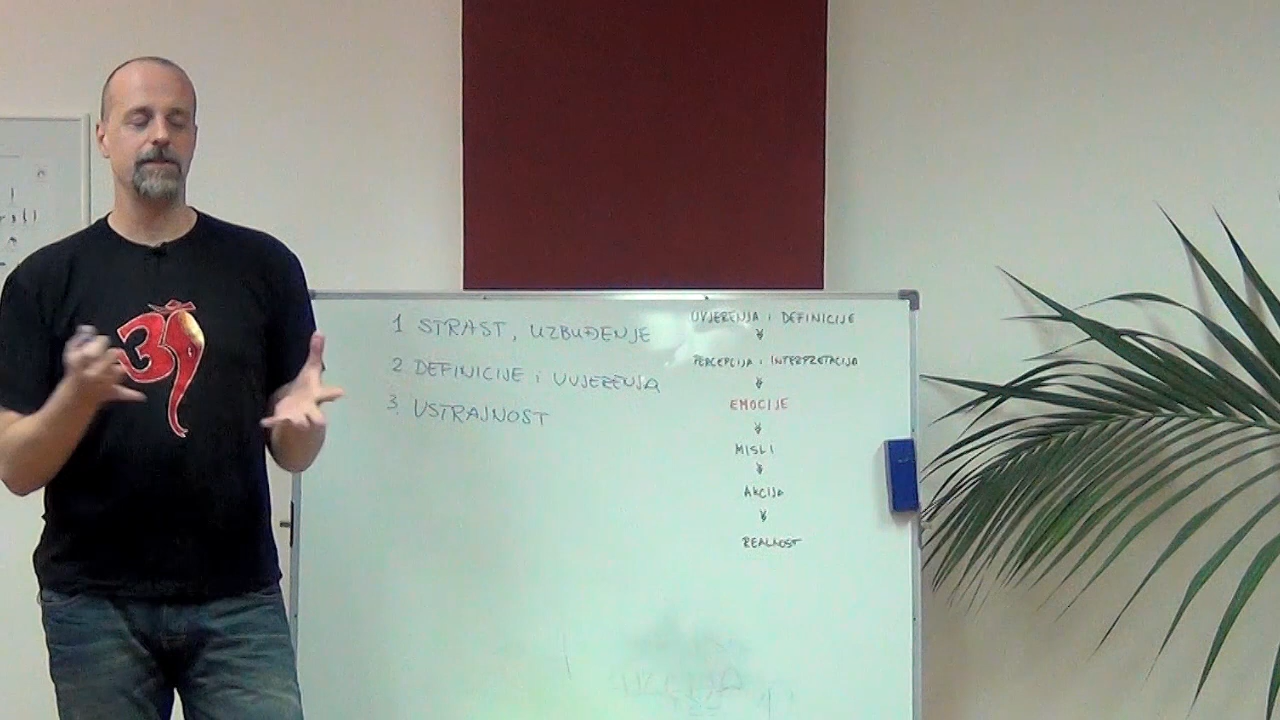 1 STRAST, UZBUĐENJE
2 DEFINICIJE i UVJERENJA
3. USTRAJNOST
UVJERENJA i DEFINICIJE
PERCEPCIJA i INTERPRETACIJA
EMOCIJE
MISLI
AKCIJA
REALNOST